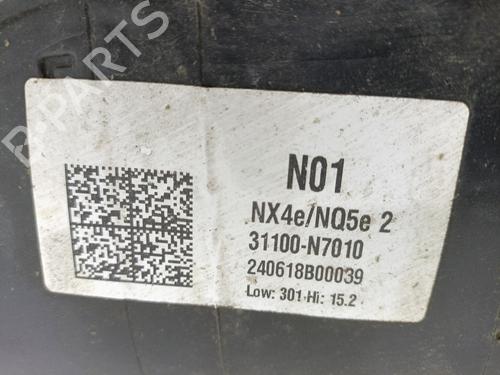 B-PARTS
N01
NX4e/NQ5e 2
31100-N7010
240618B00039
Low: 301 Hi: 15.2